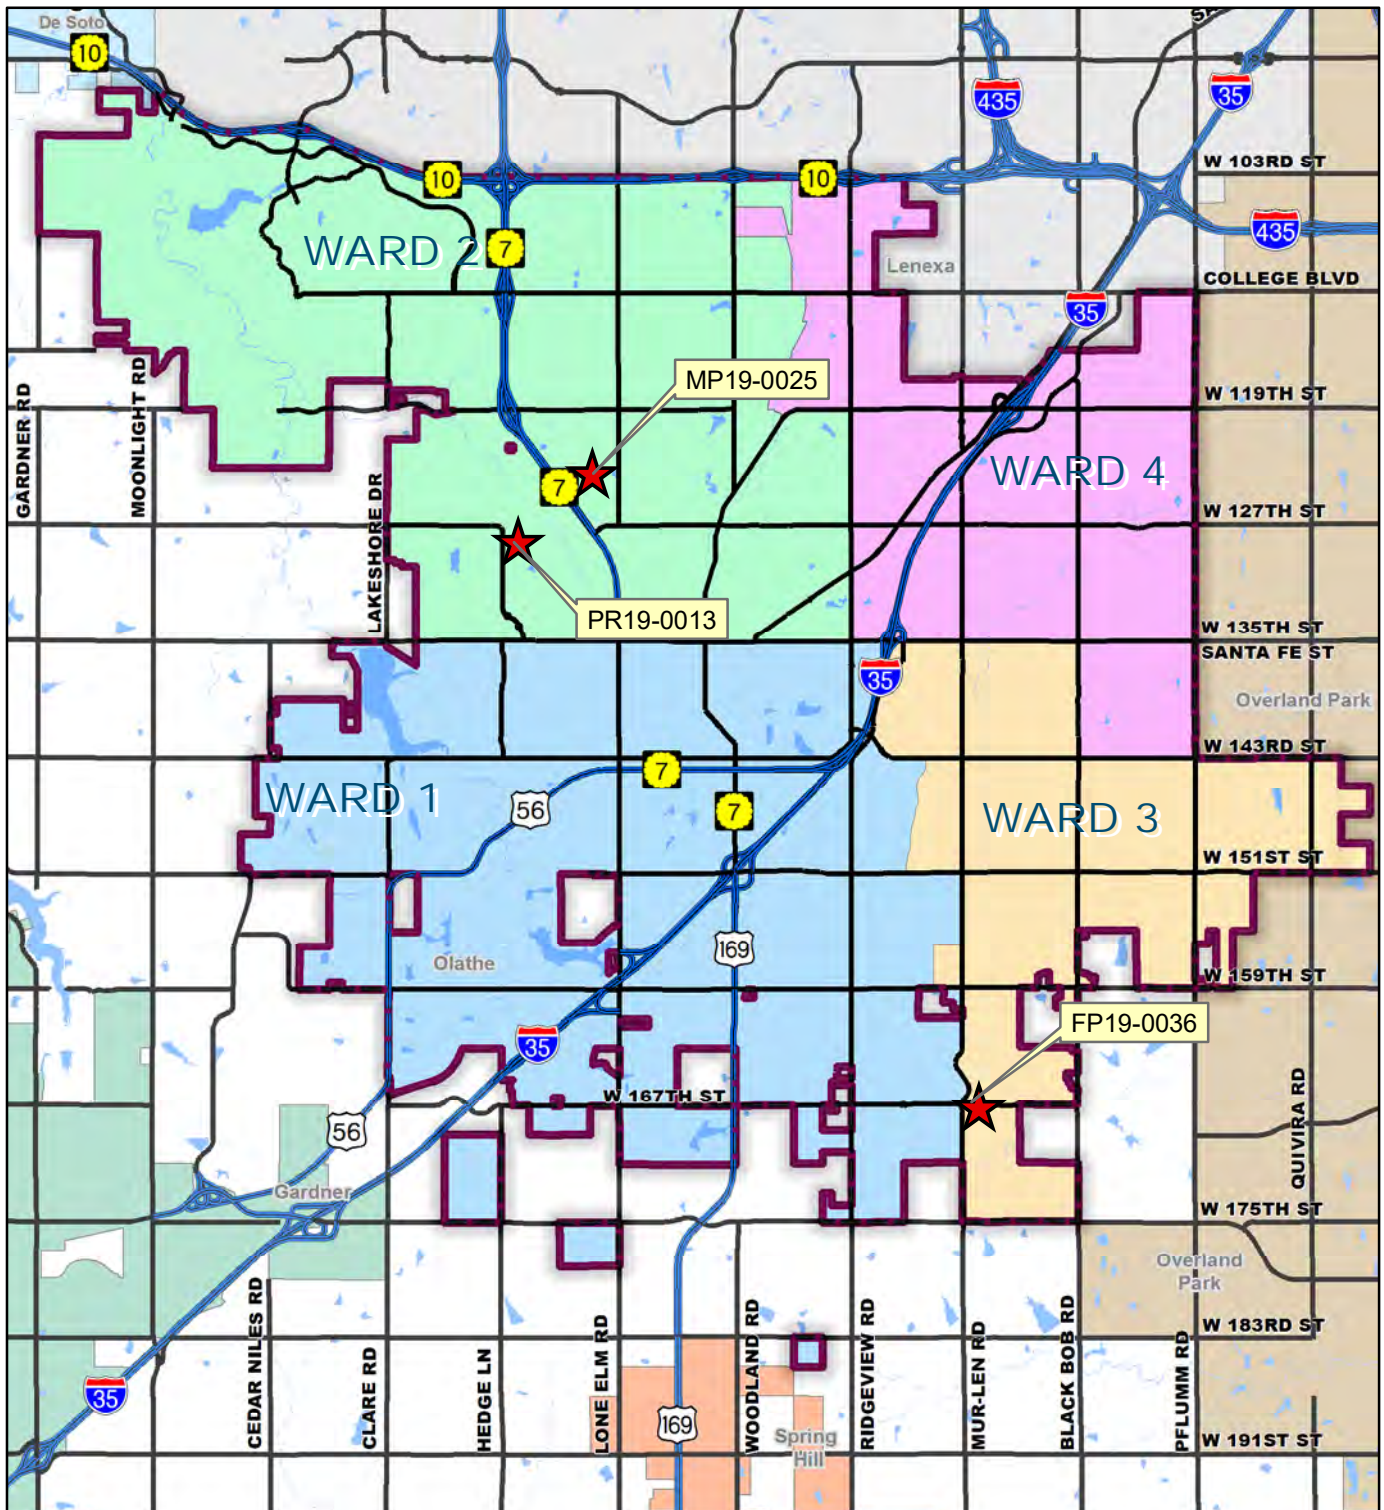 De Soto
10
SA
435
35
W 103RD ST
10
10
435
WARD 2
7
Lenexa
COLLEGE BLVD
35
MP19-0025
W 119TH ST
GARDNER RD
MOONLIGHT RD
WARD 4
7
W 127TH ST
LAKESHORE DR
PR19-0013
W 135TH ST
SANTA FE ST
35
Overland Park
W 143RD ST
7
WARD 1
56
7
WARD 3
W 151ST ST
169
Olathe
W 159TH ST
FP19-0036
35
W 167TH ST
56
QUIVIRA RD
Gardner
W 175TH ST
Overland
Park
W 183RD ST
CEDAR NILES RD
CLARE RD
HEDGE LN
LONE ELM RD
WOODLAND RD
RIDGEVIEW RD
MUR-LEN RD
BLACK BOB RD
PFLUMM RD
35
169
Spring
Hill
W 191ST ST